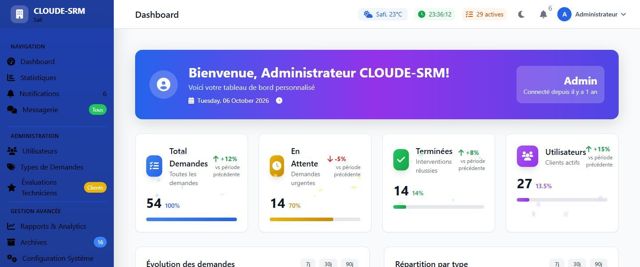 CLOUDE-SRM
Safi
NAVIGATION
Dashboard
Statistiques
Notifications 6
Messagerie Tous
ADMINISTRATION
Utilisateurs
Types de Demandes
Évaluations Techniciens Clients
GESTION AVANCÉE
Rapports & Analytics
Archives 16
Configuration Système
Dashboard
Safi, 23°C
23:36:12
29 actives
6
A Administrateur
Bienvenue, Administrateur CLOUDE-SRM!
Voici votre tableau de bord personnalisé
Tuesday, 06 October 2026
Admin
Connecté depuis il y a 1 an
Total Demandes
Toutes les demandes
+12%
vs période précédente
54 100%
En Attente
Demandes urgentes
-5%
vs période précédente
14 70%
Terminées
Interventions réussies
+8%
vs période précédente
14 14%
Utilisateurs
Clients actifs
+15%
vs période précédente
27 13.5%
Évolution des demandes
7j 30j 90j
Répartition par type
7j 30j 90j